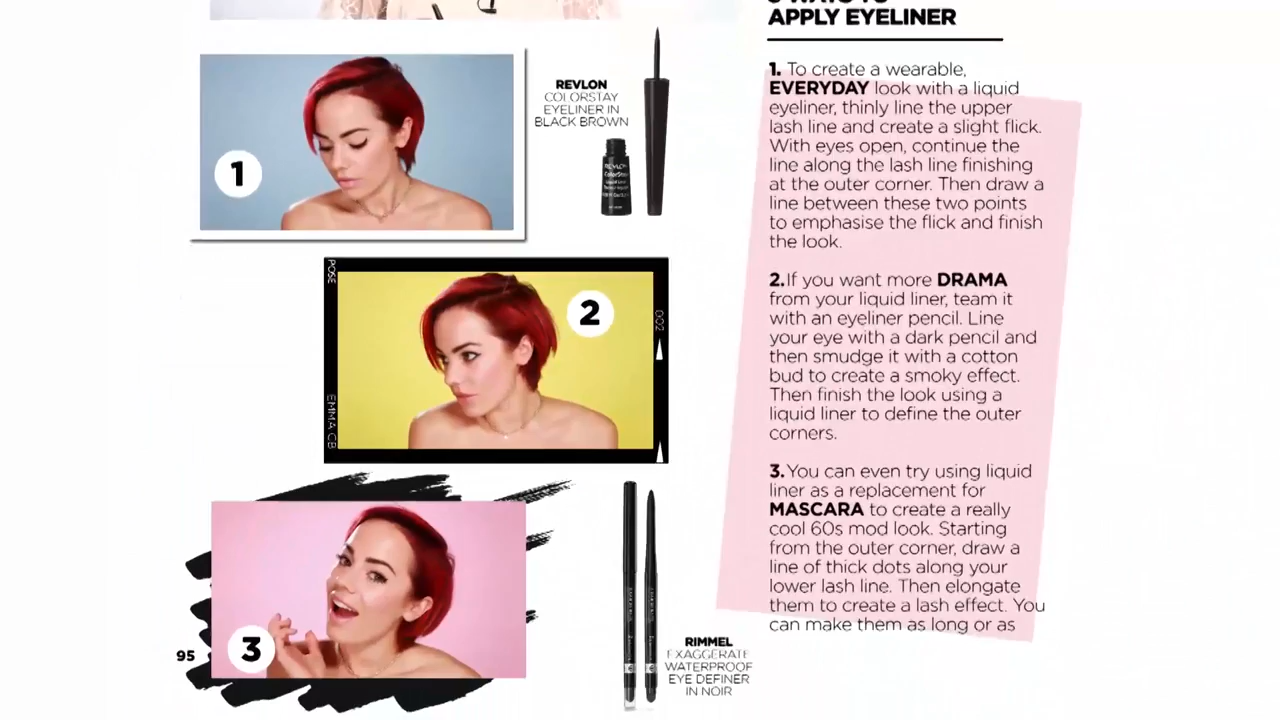 APPLY EYELINER
1. To create a wearable,
EVERYDAY look with a liquid
eyeliner, thinly line the upper
lash line and create a slight flick.
With eyes open, continue the
line along the lash line finishing
at the outer corner. Then draw a
line between these two points
to emphasise the flick and finish
the look.
2. If you want more DRAMA
from your liquid liner, team it
with an eyeliner pencil. Line
your eye with a dark pencil and
then smudge it with a cotton
bud to create a smoky effect.
Then finish the look using a
liquid liner to define the outer
corners.
3. You can even try using liquid
liner as a replacement for
MASCARA to create a really
cool 60s mod look. Starting
from the outer corner, draw a
line of thick dots along your
lower lash line. Then elongate
them to create a lash effect. You
can make them as long or as
1
REVLON
COLORSTAY
EYELINER IN
BLACK BROWN
REVLON
ColorStay
POSE
2
002
EMMA CB
3
95
RIMMEL
EXAGGERATE
WATERPROOF
EYE DEFINER
IN NOIR